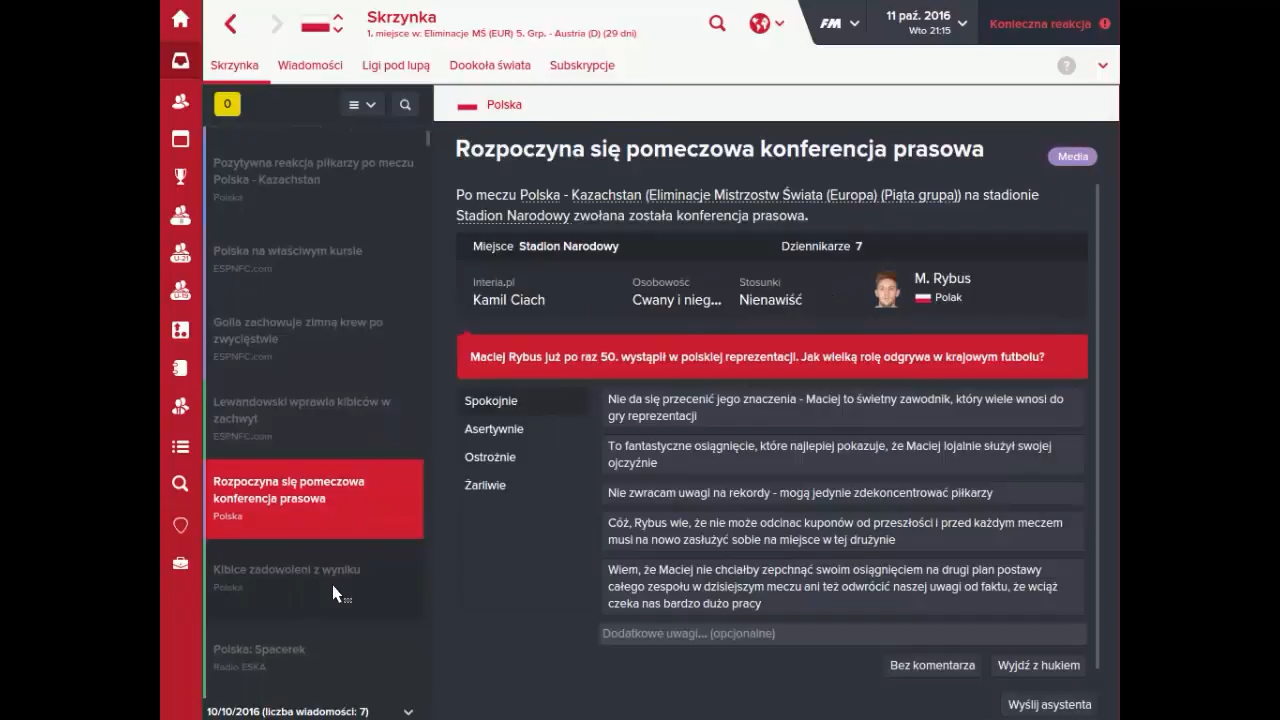 Skrzynka
1. miejsce w: Eliminacje MŚ (EUR) 5. Grp. - Austria (D) (29 dni)
FM
11 paź. 2016
Wto 21:15
Konieczna reakcja
Skrzynka
Wiadomości
Ligi pod lupą
Dookoła świata
Subskrypcje
?
0
Polska
Pozytywna reakcja piłkarzy po meczu
Polska - Kazachstan
Polska
Polska na właściwym kursie
ESPNFC.com
Golla zachowuje zimną krew po
zwycięstwie
ESPNFC.com
Lewandowski wprawia kibiców w
zachwyt
ESPNFC.com
Rozpoczyna się pomeczowa
konferencja prasowa
Polska
Kibice zadowoleni z wyniku
Polska
Polska: Spacerek
Radio ESKA
10/10/2016 (liczba wiadomości: 7)
U-21
U-19
Rozpoczyna się pomeczowa konferencja prasowa
Media
Po meczu Polska - Kazachstan (Eliminacje Mistrzostw Świata (Europa) (Piąta grupa)) na stadionie
Stadion Narodowy zwołana została konferencja prasowa.
Miejsce Stadion Narodowy
Dziennikarze 7
Interia.pl
Kamil Ciach
Osobowość
Cwany i nieg...
Stosunki
Nienawiść
M. Rybus
Polak
Maciej Rybus już po raz 50. wystąpił w polskiej reprezentacji. Jak wielką rolę odgrywa w krajowym futbolu?
Spokojnie
Asertywnie
Ostrożnie
Żarliwie
Nie da się przecenić jego znaczenia - Maciej to świetny zawodnik, który wiele wnosi do
gry reprezentacji
To fantastyczne osiągnięcie, które najlepiej pokazuje, że Maciej lojalnie służył swojej
ojczyźnie
Nie zwracam uwagi na rekordy - mogą jedynie zdekoncentrować piłkarzy
Cóż, Rybus wie, że nie może odcinac kuponów od przeszłości i przed każdym meczem
musi na nowo zasłużyć sobie na miejsce w tej drużynie
Wiem, że Maciej nie chciałby zepchnąć swoim osiągnięciem na drugi plan postawy
całego zespołu w dzisiejszym meczu ani też odwrócić naszej uwagi od faktu, że wciąż
czeka nas bardzo dużo pracy
Dodatkowe uwagi... (opcjonalne)
Bez komentarza
Wyjdź z hukiem
Wyślij asystenta